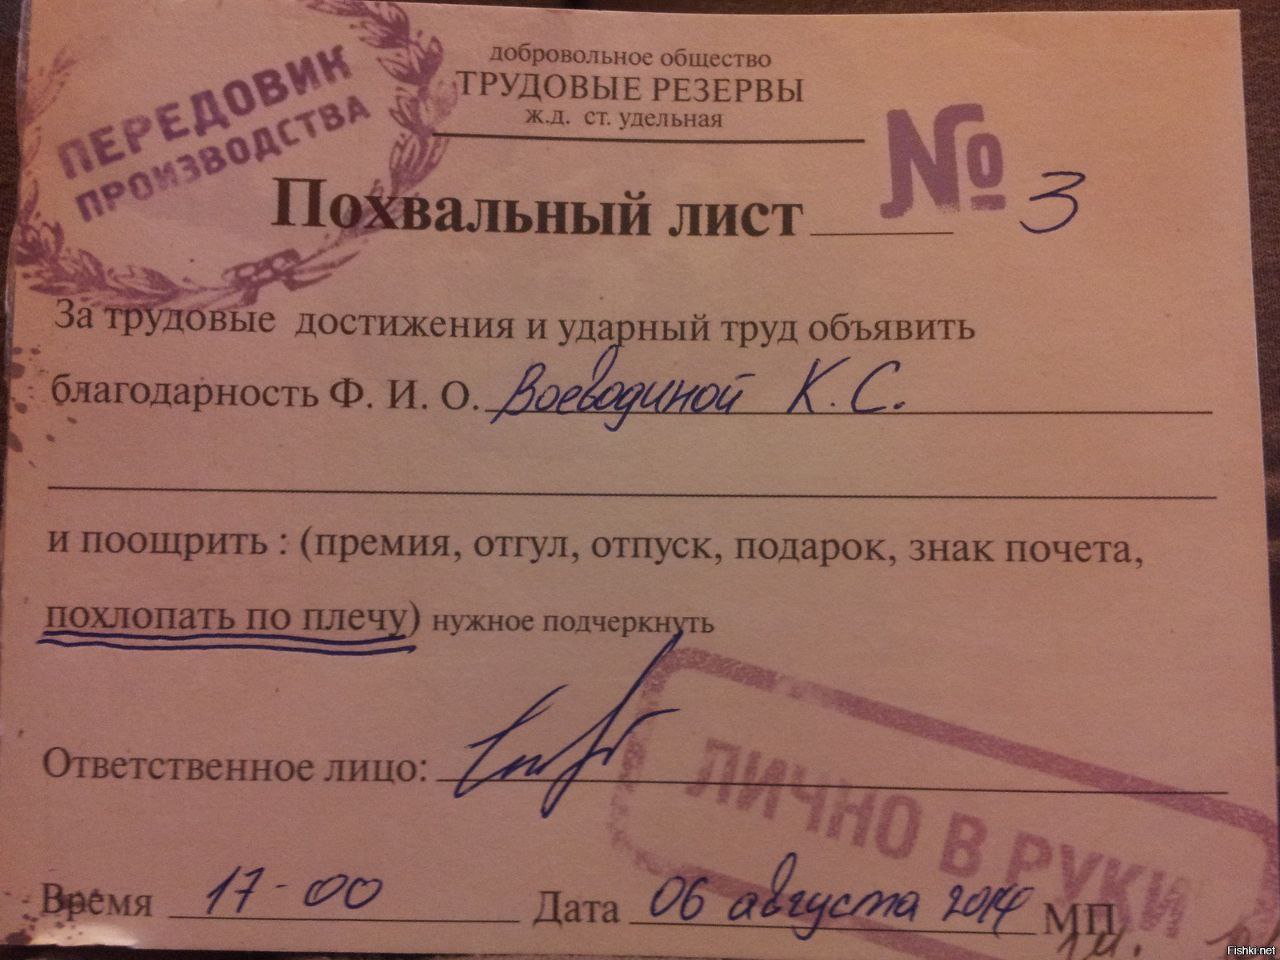 ПЕРЕДОВИК
ПРОИЗВОДСТВА
добровольное общество
ТРУДОВЫЕ РЕЗЕРВЫ
ж.д. ст. удельная
Похвальный лист № 3
За трудовые достижения и ударный труд объявить
благодарность Ф. И. О. Воеводиной К. С.
и поощрить : (премия, отгул, отпуск, подарок, знак почета,
похлопать по плечу) нужное подчеркнуть
Ответственное лицо:
ЛИЧНО В РУКИ
Время 17-00 Дата 06 августа 2014 МП
Fishki.net